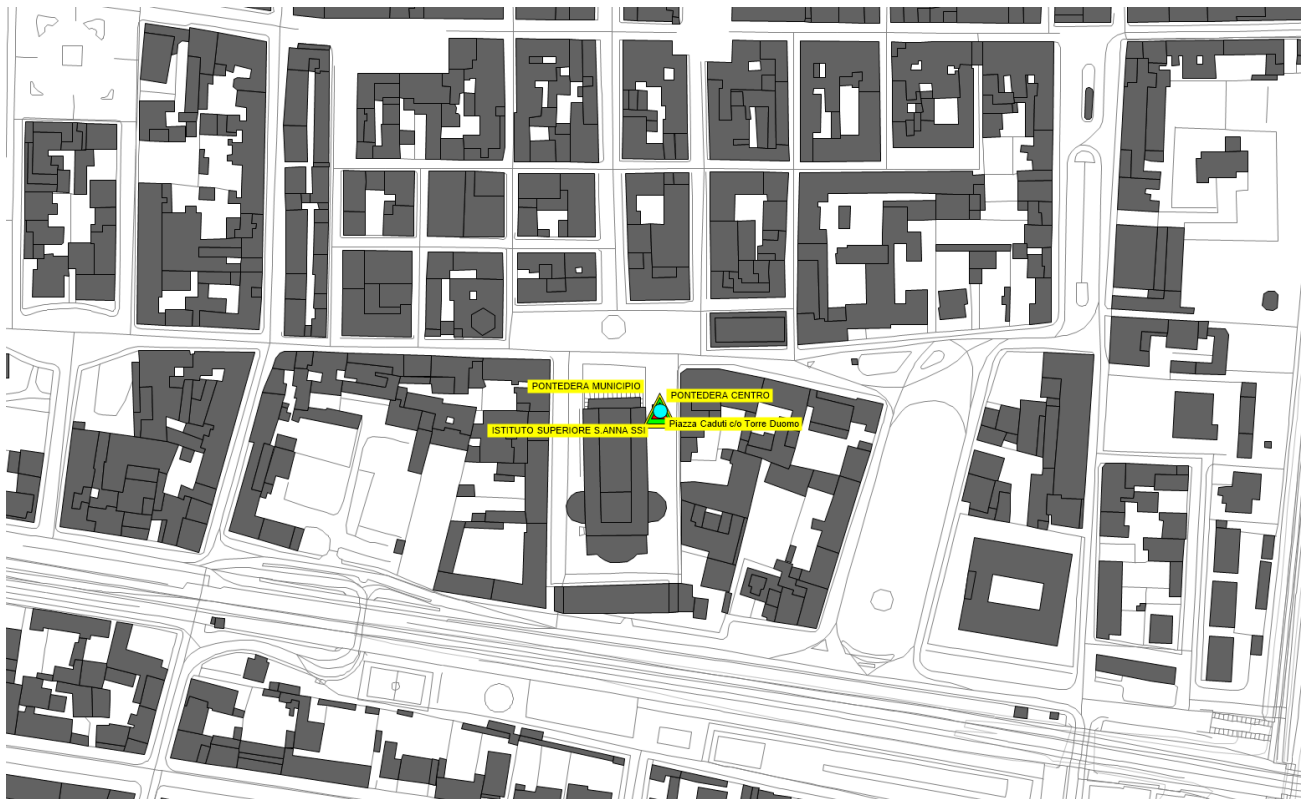 PONTEDERA MUNICIPIO
PONTEDERA CENTRO
Piazza Caduti c/o Torre Duomo
ISTITUTO SUPERIORE S.ANNA SSI